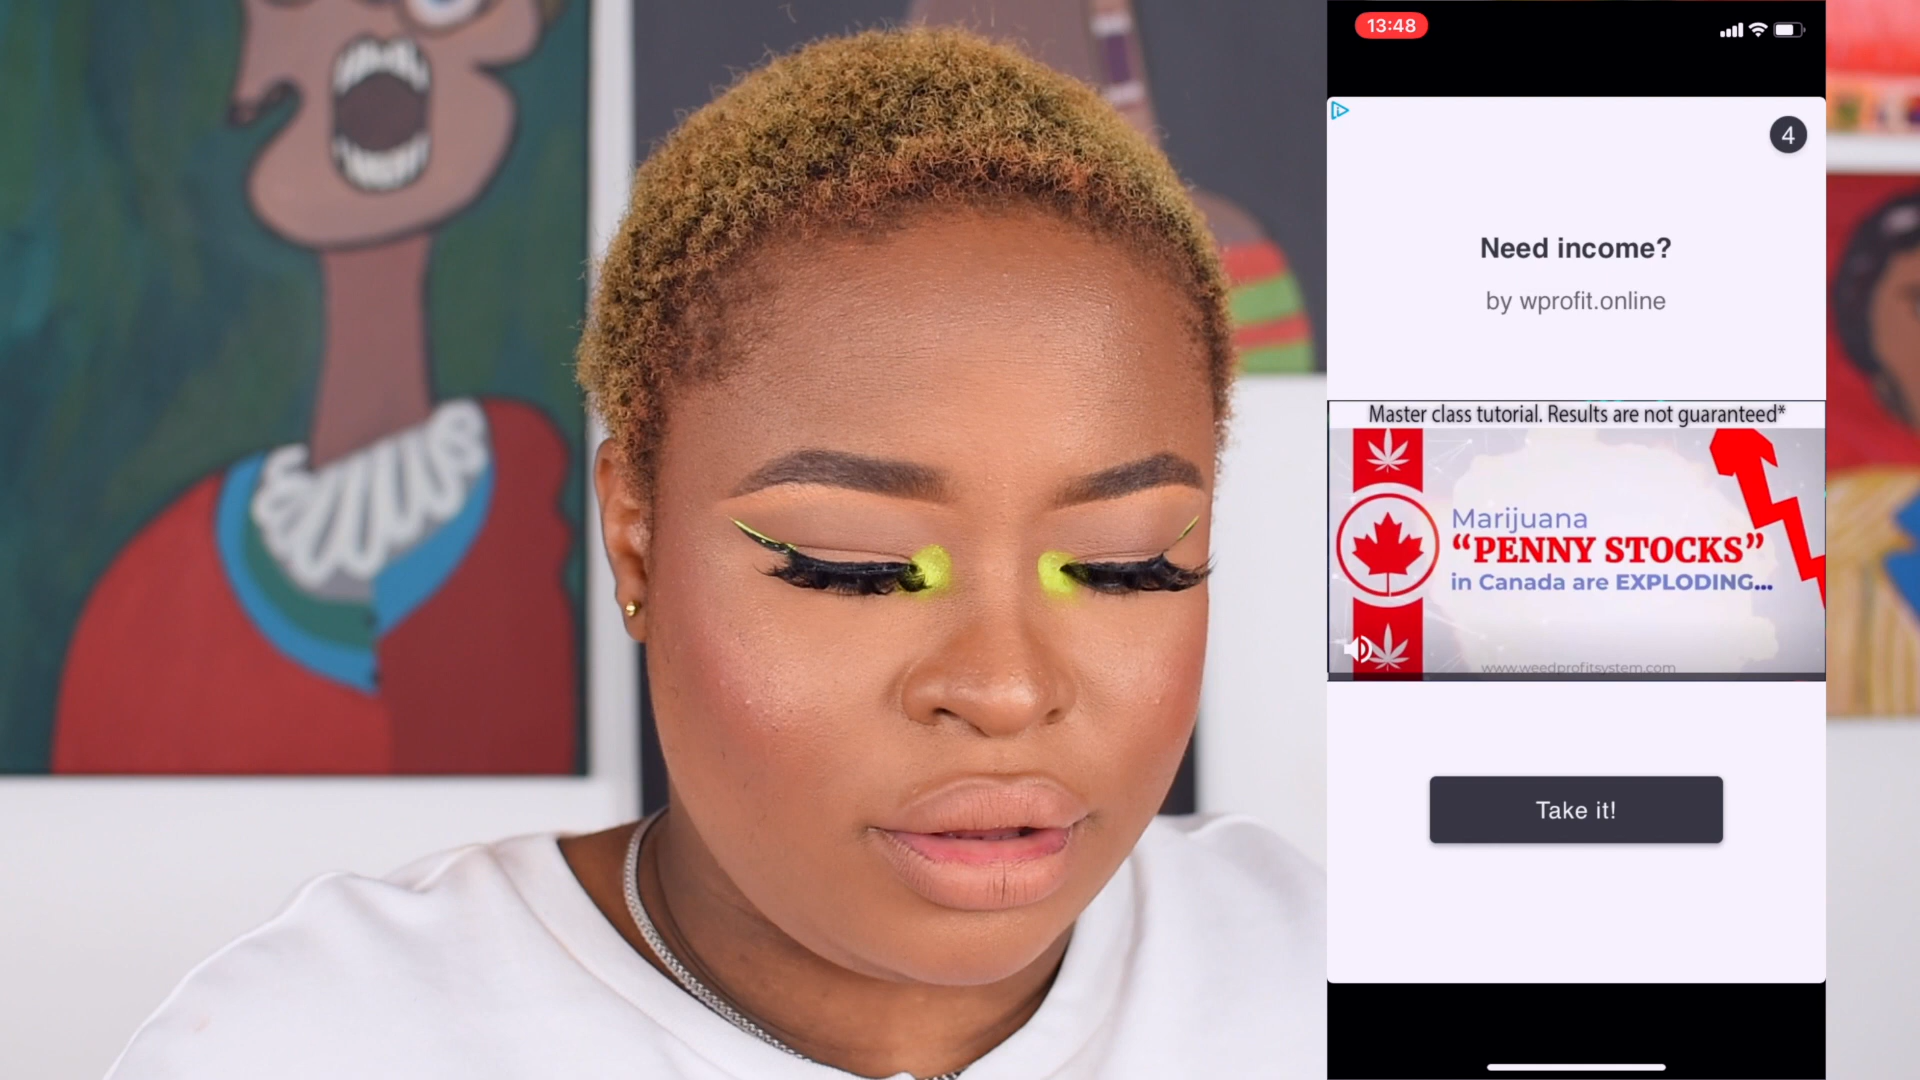 13:48
4
Need income?
by wprofit.online
Master class tutorial. Results are not guaranteed*
Marijuana
“PENNY STOCKS”
in Canada are EXPLODING...
www.weedprofitsystem.com
Take it!